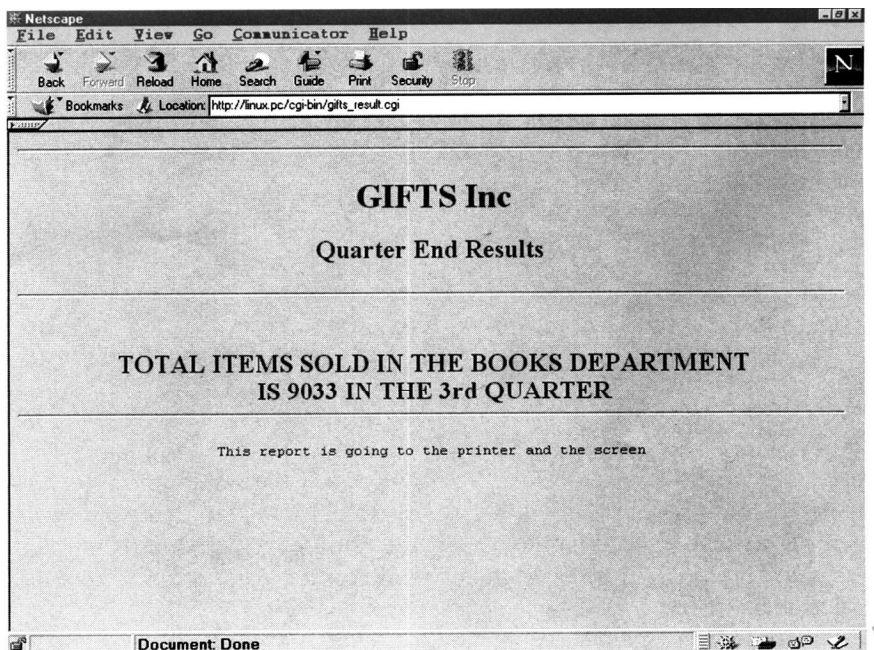 Netscape
File Edit View Go Communicator Help
Back Forward Reload Home Search Guide Print Security Stop
N
Bookmarks Location: http://linux.pc/cgi-bin/gifts_result.cgi
GIFTS Inc
Quarter End Results
TOTAL ITEMS SOLD IN THE BOOKS DEPARTMENT
IS 9033 IN THE 3rd QUARTER
This report is going to the printer and the screen
Document: Done